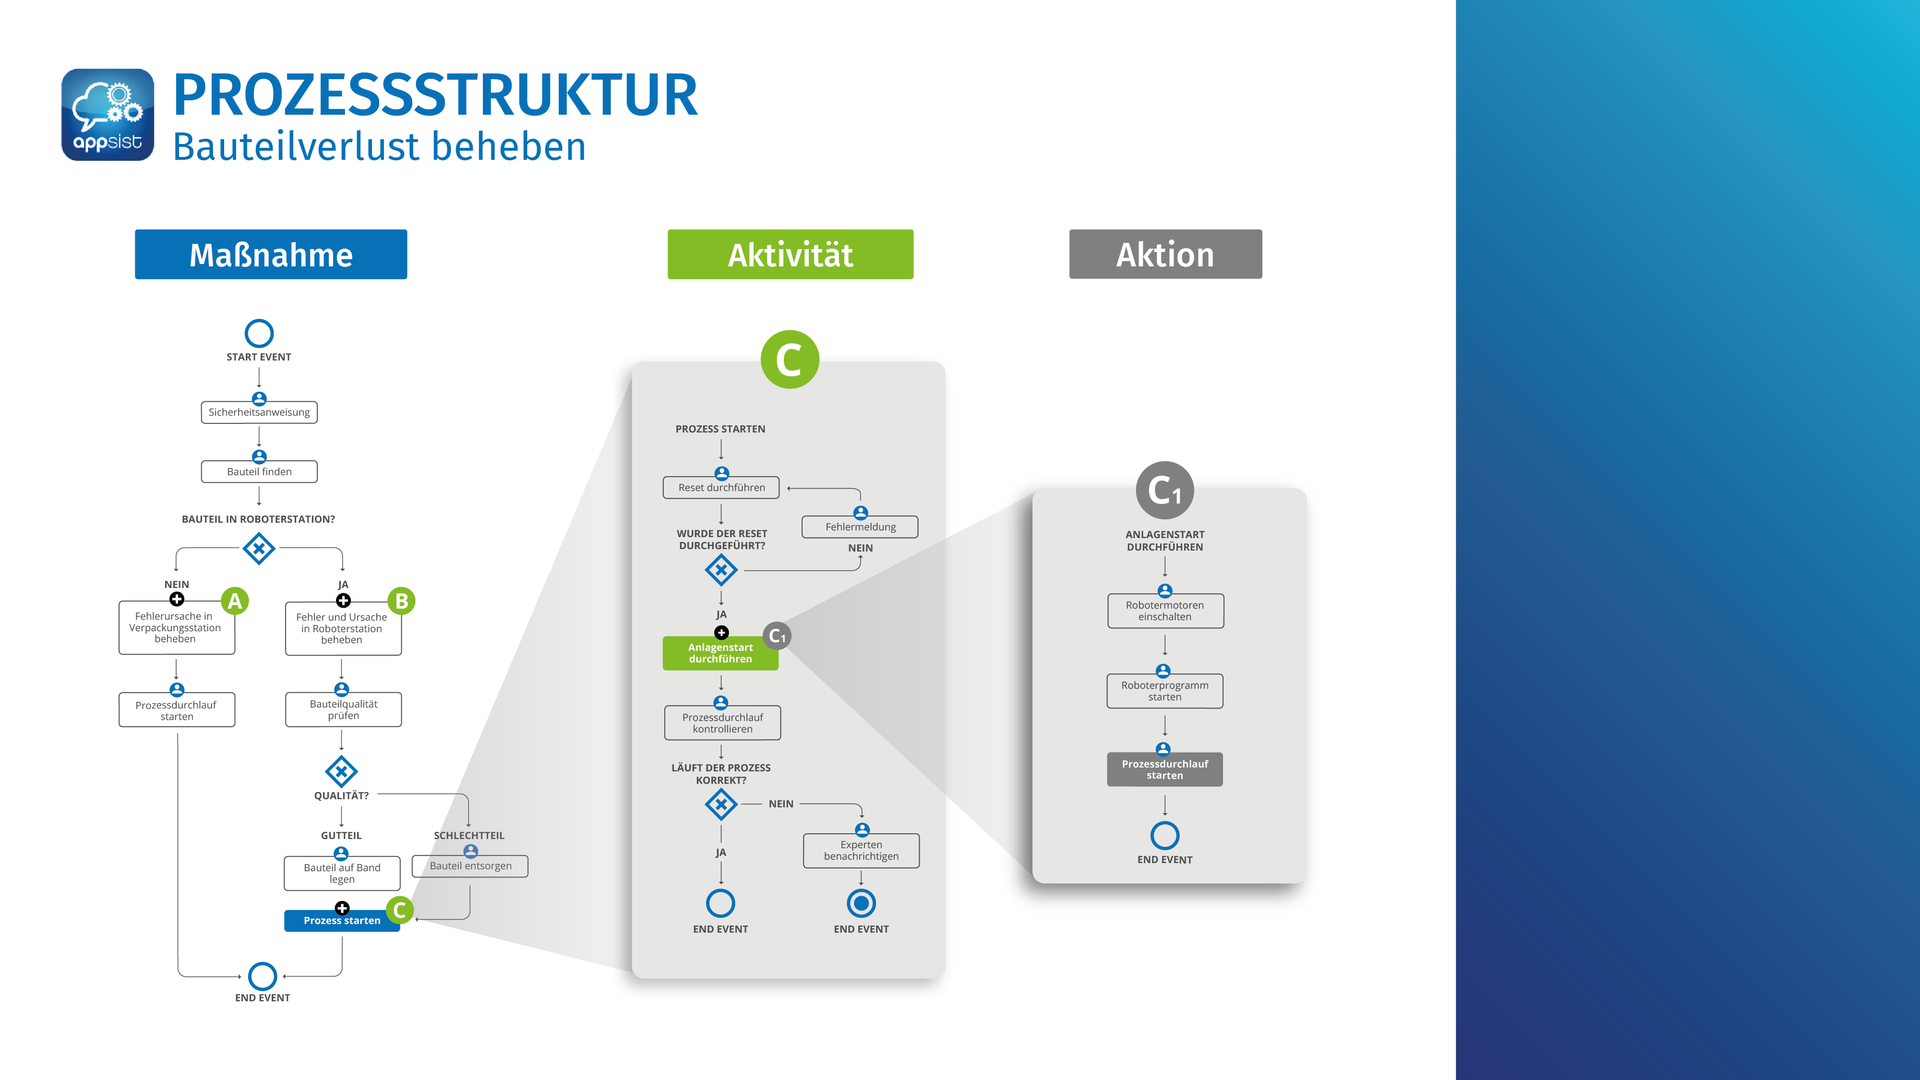 appsist
PROZESSSTRUKTUR
Bauteilverlust beheben
Maßnahme
START EVENT
Sicherheitsanweisung
Bauteil finden
BAUTEIL IN ROBOTERSTATION?
NEIN
JA
A
Fehlerursache in
Verpackungsstation
beheben
B
Fehler und Ursache
in Roboterstation
beheben
Prozessdurchlauf
starten
Bauteilqualität
prüfen
QUALITÄT?
GUTTEIL
SCHLECHTTEIL
Bauteil auf Band
legen
Bauteil entsorgen
Prozess starten
C
END EVENT
Aktivität
C
PROZESS STARTEN
Reset durchführen
Fehlermeldung
WURDE DER RESET
DURCHGEFÜHRT?
NEIN
JA
C1
Anlagenstart
durchführen
Prozessdurchlauf
kontrollieren
LÄUFT DER PROZESS
KORREKT?
NEIN
JA
Experten
benachrichtigen
END EVENT
END EVENT
Aktion
C1
ANLAGENSTART
DURCHFÜHREN
Robotermotoren
einschalten
Roboterprogramm
starten
Prozessdurchlauf
starten
END EVENT